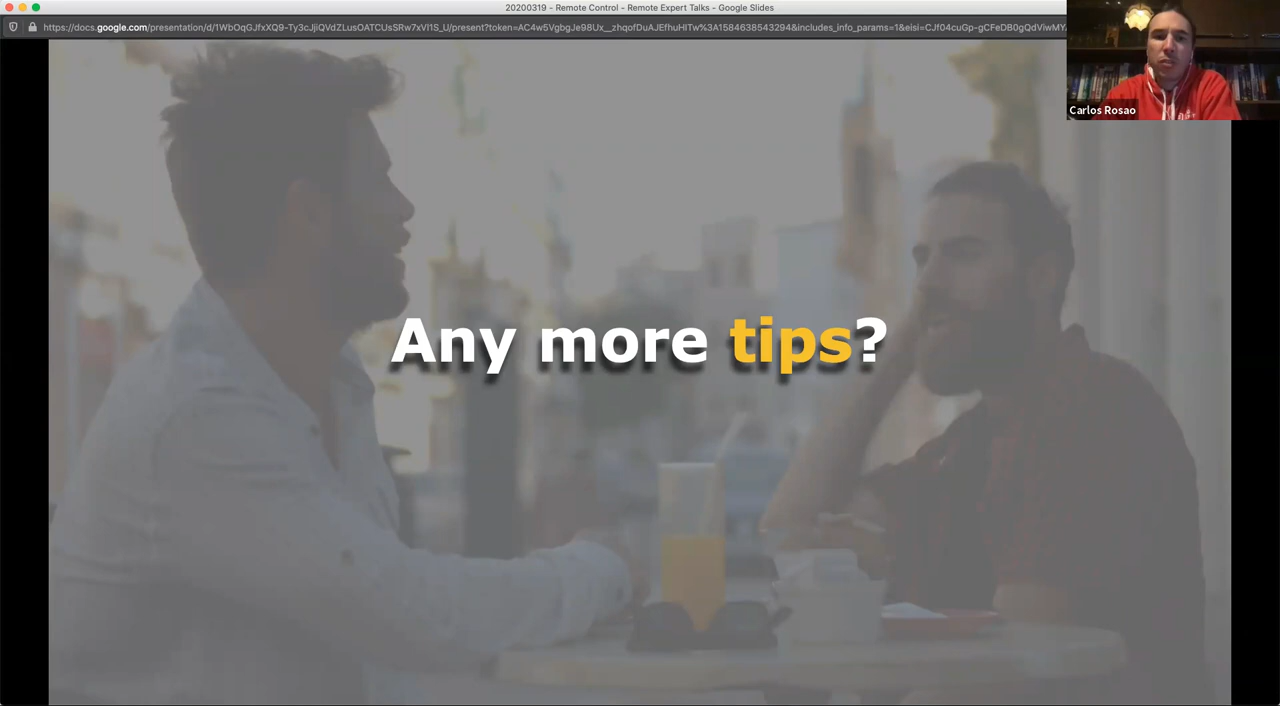 20200319 - Remote Control - Remote Expert Talks - Google Slides
Carlos Rosao
Any more tips?